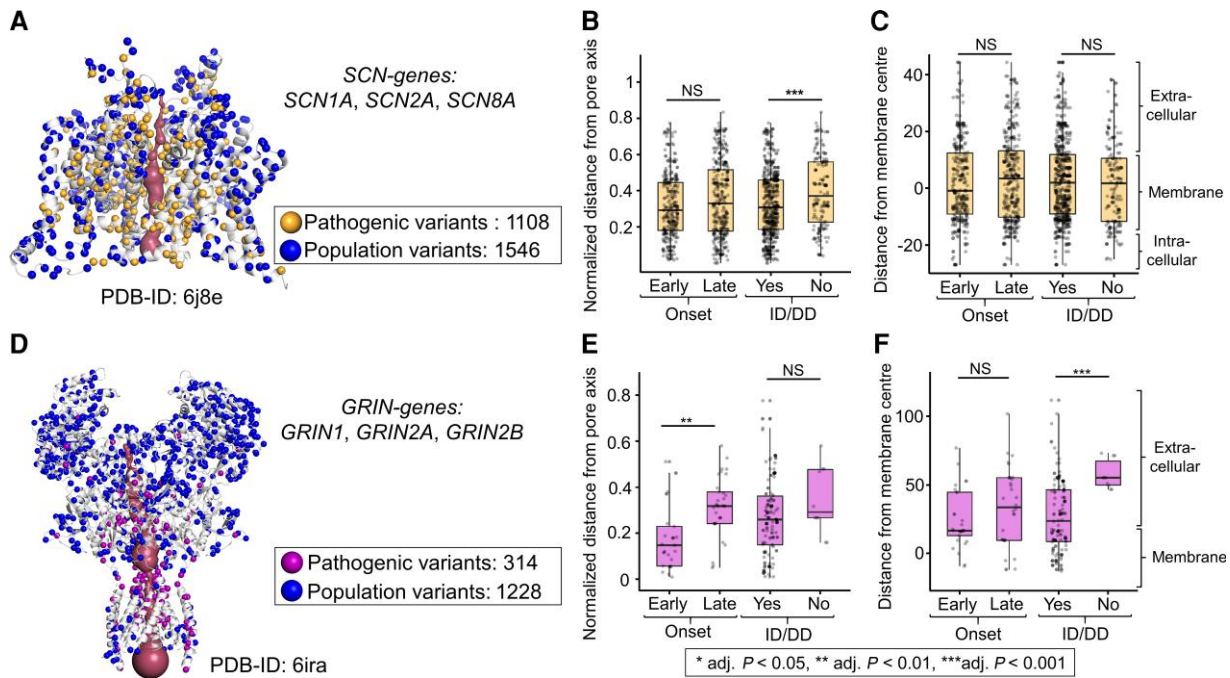 A
SCN-genes:
SCN1A, SCN2A, SCN8A
Pathogenic variants : 1108
Population variants: 1546
PDB-ID: 6j8e
B
Normalized distance from pore axis
1
0.8
0.6
0.4
0.2
NS
***
Early Late Yes No
Onset ID/DD
C
Distance from membrane centre
40
20
0
-20
NS
NS
Extra-
cellular
Membrane
Intra-
cellular
Early Late Yes No
Onset ID/DD
D
GRIN-genes:
GRIN1, GRIN2A, GRIN2B
Pathogenic variants: 314
Population variants: 1228
PDB-ID: 6ira
E
Normalized distance from pore axis
0.8
0.6
0.4
0.2
0
**
NS
Early Late Yes No
Onset ID/DD
F
Distance from membrane centre
100
50
0
NS
***
Extra-
cellular
Membrane
Early Late Yes No
Onset ID/DD
* adj. P < 0.05, ** adj. P < 0.01, ***adj. P < 0.001